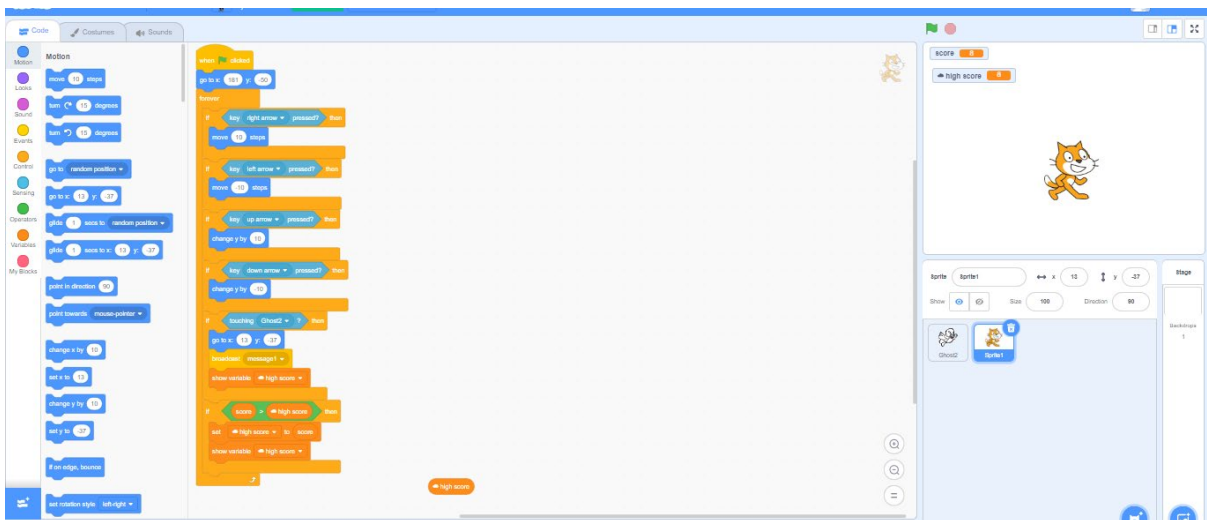 Code
Costumes
Sounds
Motion
Looks
Sound
Events
Control
Sensing
Operators
Variables
My Blocks
Motion
move 10 steps
turn 15 degrees
turn 15 degrees
go to random position
go to x: 13 y: -37
glide 1 secs to random position
glide 1 secs to x: 13 y: -37
point in direction 90
point towards mouse-pointer
change x by 10
set x to 13
change y by 10
set y to -37
if on edge, bounce
set rotation style left-right
when clicked
go to x: 161 y: -50
forever
if key right arrow pressed? then
move 10 steps
if key left arrow pressed? then
move -10 steps
if key up arrow pressed? then
change y by 10
if key down arrow pressed? then
change y by -10
if touching Ghost2 ? then
go to x: 13 y: -37
broadcast message1
show variable high score
if score > high score then
set high score to score
show variable high score
high score
score 8
high score 8
Sprite Sprite1 x 13 y -37
Show Size 100 Direction 90
Ghost2
Sprite1
Stage
Backdrops
1